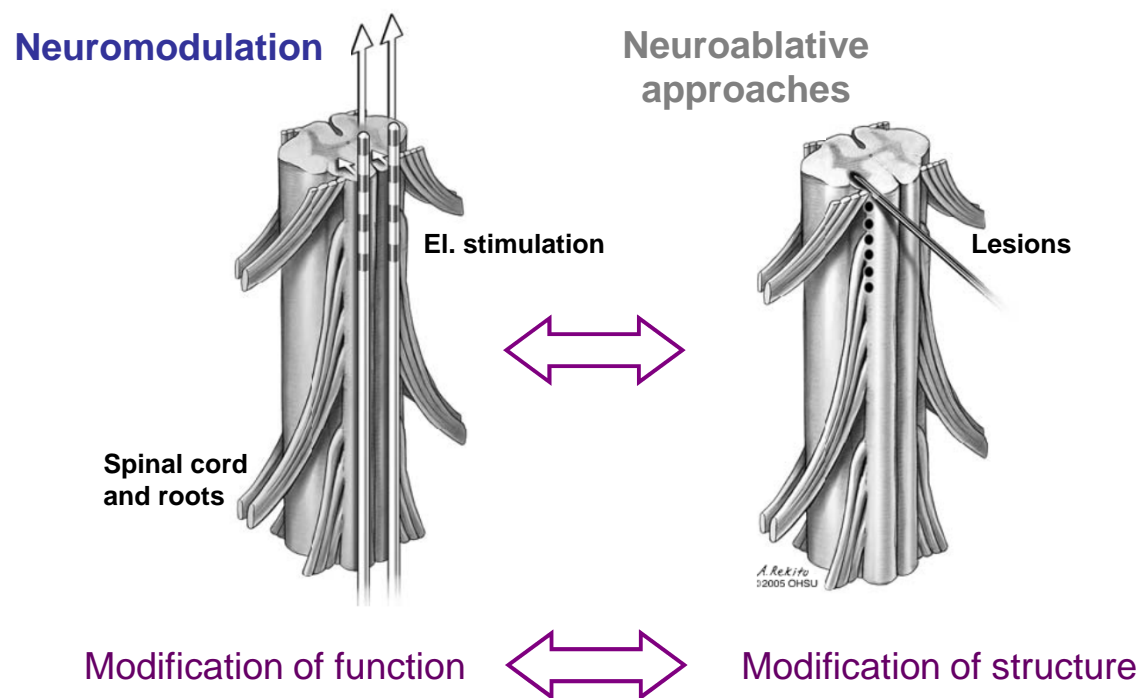 Neuromodulation
Neuroablative
approaches
El. stimulation
Lesions
Spinal cord
and roots
A. Rekito
©2005 OHSU
Modification of function
Modification of structure